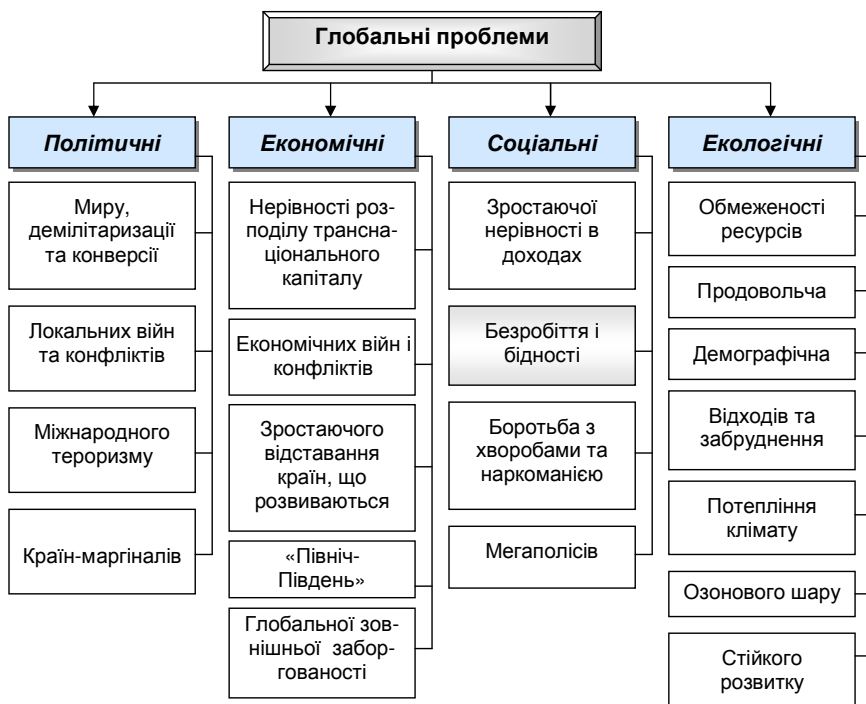 Глобальні проблеми
Політичні
Миру,
демілітаризації
та конверсії
Локальних війн
та конфліктів
Міжнародного
тероризму
Країн-маргіналів
Економічні
Нерівності роз-
поділу трансна-
ціонального
капіталу
Економічних війн і
конфліктів
Зростаючого
відставання
країн, що
розвиваються
«Північ-
Південь»
Глобальної зов-
нішньої забор-
гованості
Соціальні
Зростаючої
нерівності в
доходах
Безробіття і
бідності
Боротьба з
хворобами та
наркоманією
Мегаполісів
Екологічні
Обмеженості
ресурсів
Продовольча
Демографічна
Відходів та
забруднення
Потепління
клімату
Озонового шару
Стійкого
розвитку